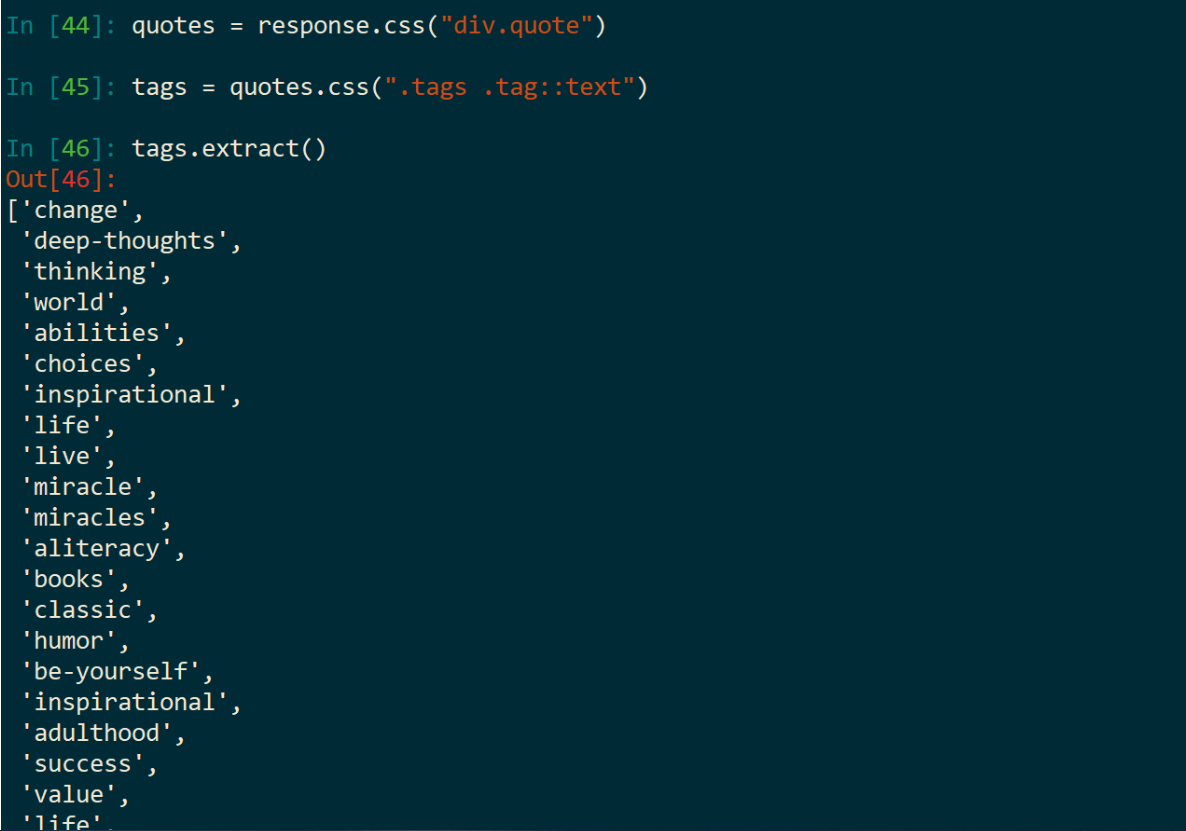 In [44]: quotes = response.css("div.quote")
In [45]: tags = quotes.css(".tags .tag::text")
In [46]: tags.extract()
Out[46]:
['change',
 'deep-thoughts',
 'thinking',
 'world',
 'abilities',
 'choices',
 'inspirational',
 'life',
 'live',
 'miracle',
 'miracles',
 'aliteracy',
 'books',
 'classic',
 'humor',
 'be-yourself',
 'inspirational',
 'adulthood',
 'success',
 'value',
 'life',